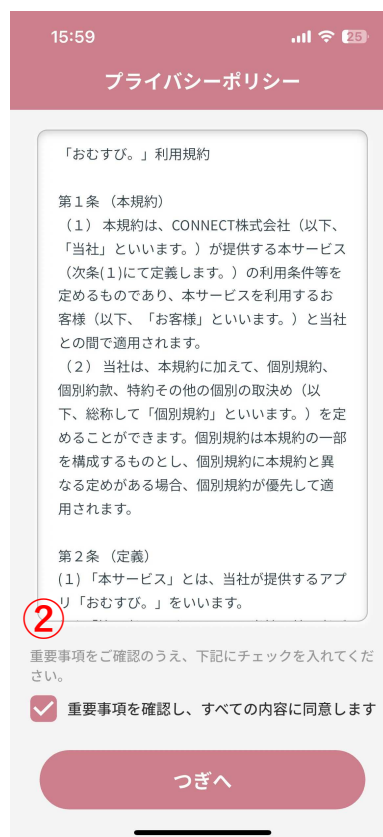 15:59
25
プライバシーポリシー
「おむすび。」利用規約
第１条 （本規約）
（１） 本規約は、CONNECT株式会社（以下、
「当社」といいます。）が提供する本サービス
（次条(１)にて定義します。）の利用条件等を
定めるものであり、本サービスを利用するお
客様（以下、「お客様」といいます。）と当社
との間で適用されます。
（２） 当社は、本規約に加えて、個別規約、
個別約款、特約その他の個別の取決め（以
下、総称して「個別規約」といいます。）を定
めることができます。個別規約は本規約の一部
を構成するものとし、個別規約に本規約と異
なる定めがある場合、個別規約が優先して適
用されます。
第２条 （定義）
(１) 「本サービス」とは、当社が提供するアプ
リ「おむすび。」をいいます。
②
重要事項をご確認のうえ、下記にチェックを入れてくだ
さい。
重要事項を確認し、すべての内容に同意します
つぎへ